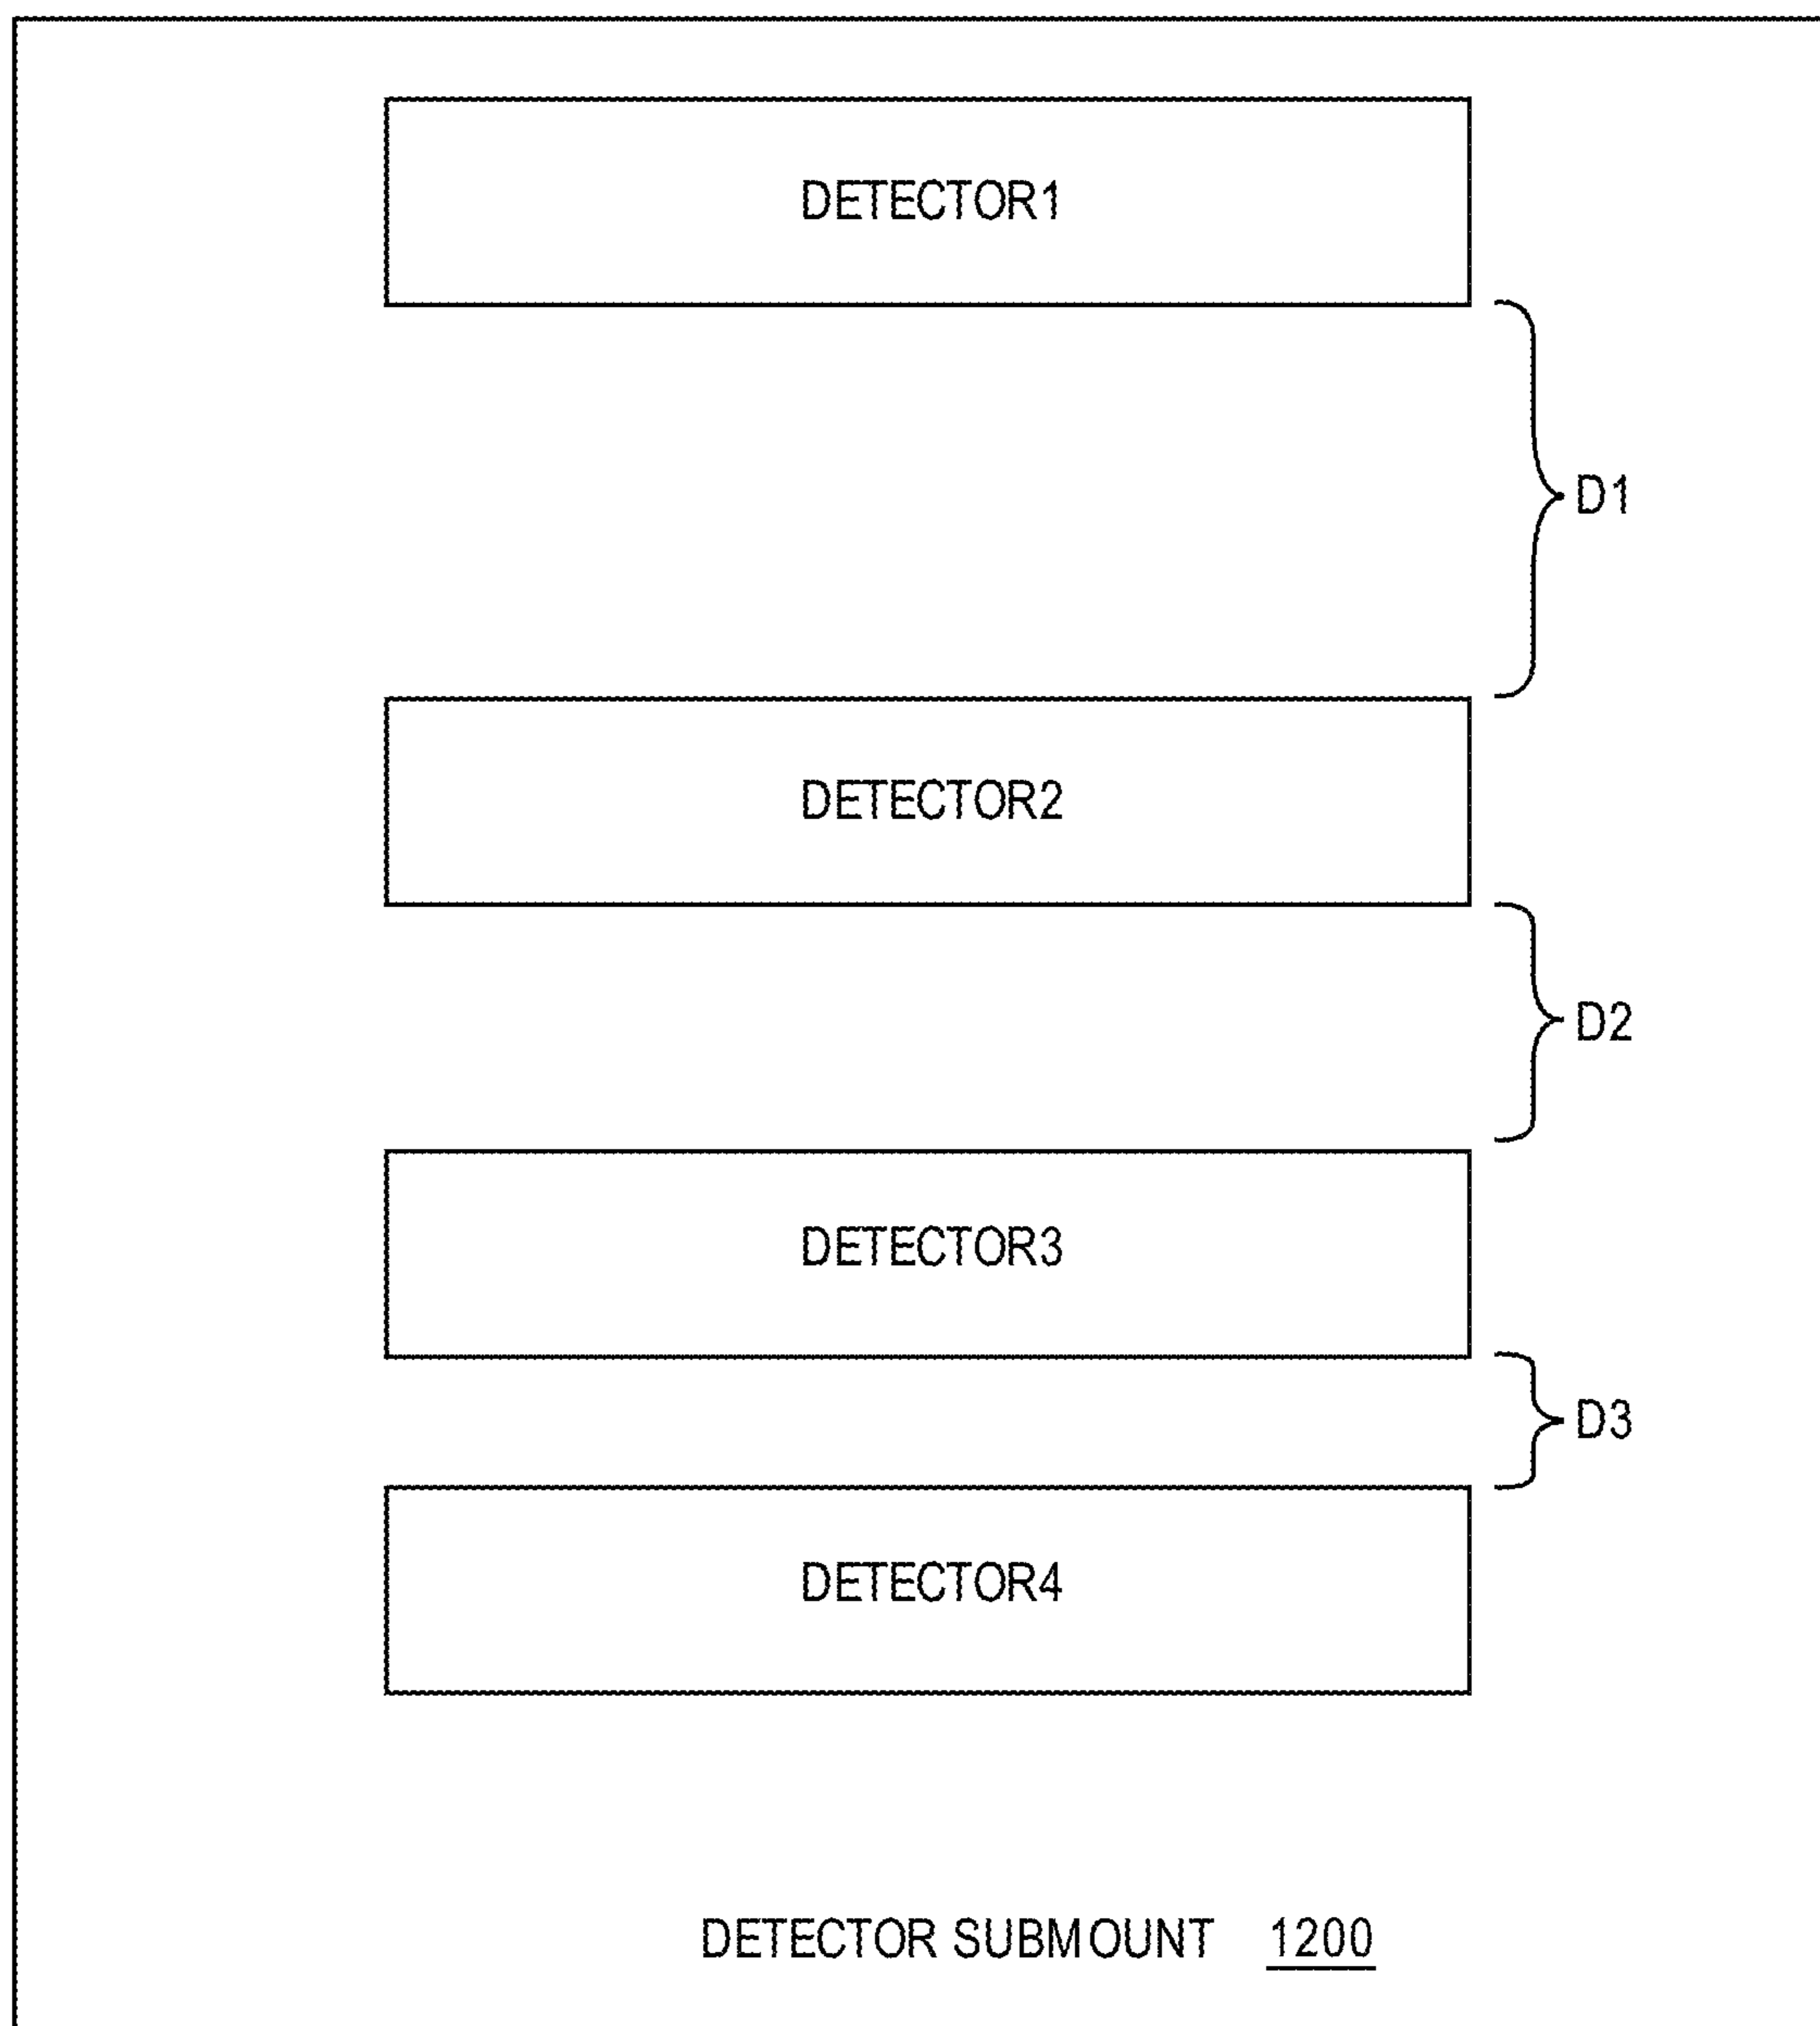 DETECTOR1
D1
DETECTOR2
D2
DETECTOR3
D3
DETECTOR4
DETECTOR SUBMOUNT 1200